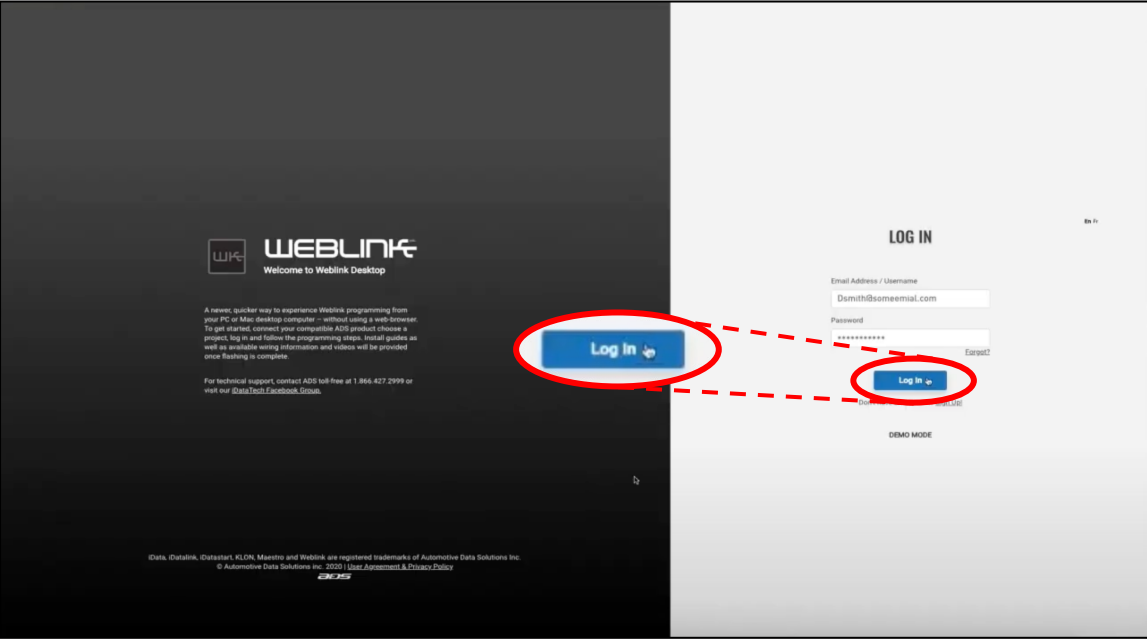 WK
WEBLINK
Welcome to Weblink Desktop
A newer, quicker way to experience Weblink programming from
your PC or Mac desktop computer – without using a web-browser.
To get started, connect your compatible ADS product choose a
project, log in and follow the programming steps. Install guides as
well as available wiring information and videos will be provided
once flashing is complete.
For technical support, contact ADS toll-free at 1.866.427.2999 or
visit our iDataTech Facebook Group.
iData, iDatalink, iDatastart, KLON, Maestro and Weblink are registered trademarks of Automotive Data Solutions Inc.
© Automotive Data Solutions inc. 2020 | User Agreement & Privacy Policy
ADS
Log In
En Fr
LOG IN
Email Address / Username
Dsmith@someemial.com
Password
***********
Forgot?
Log In
Sign Up!
DEMO MODE